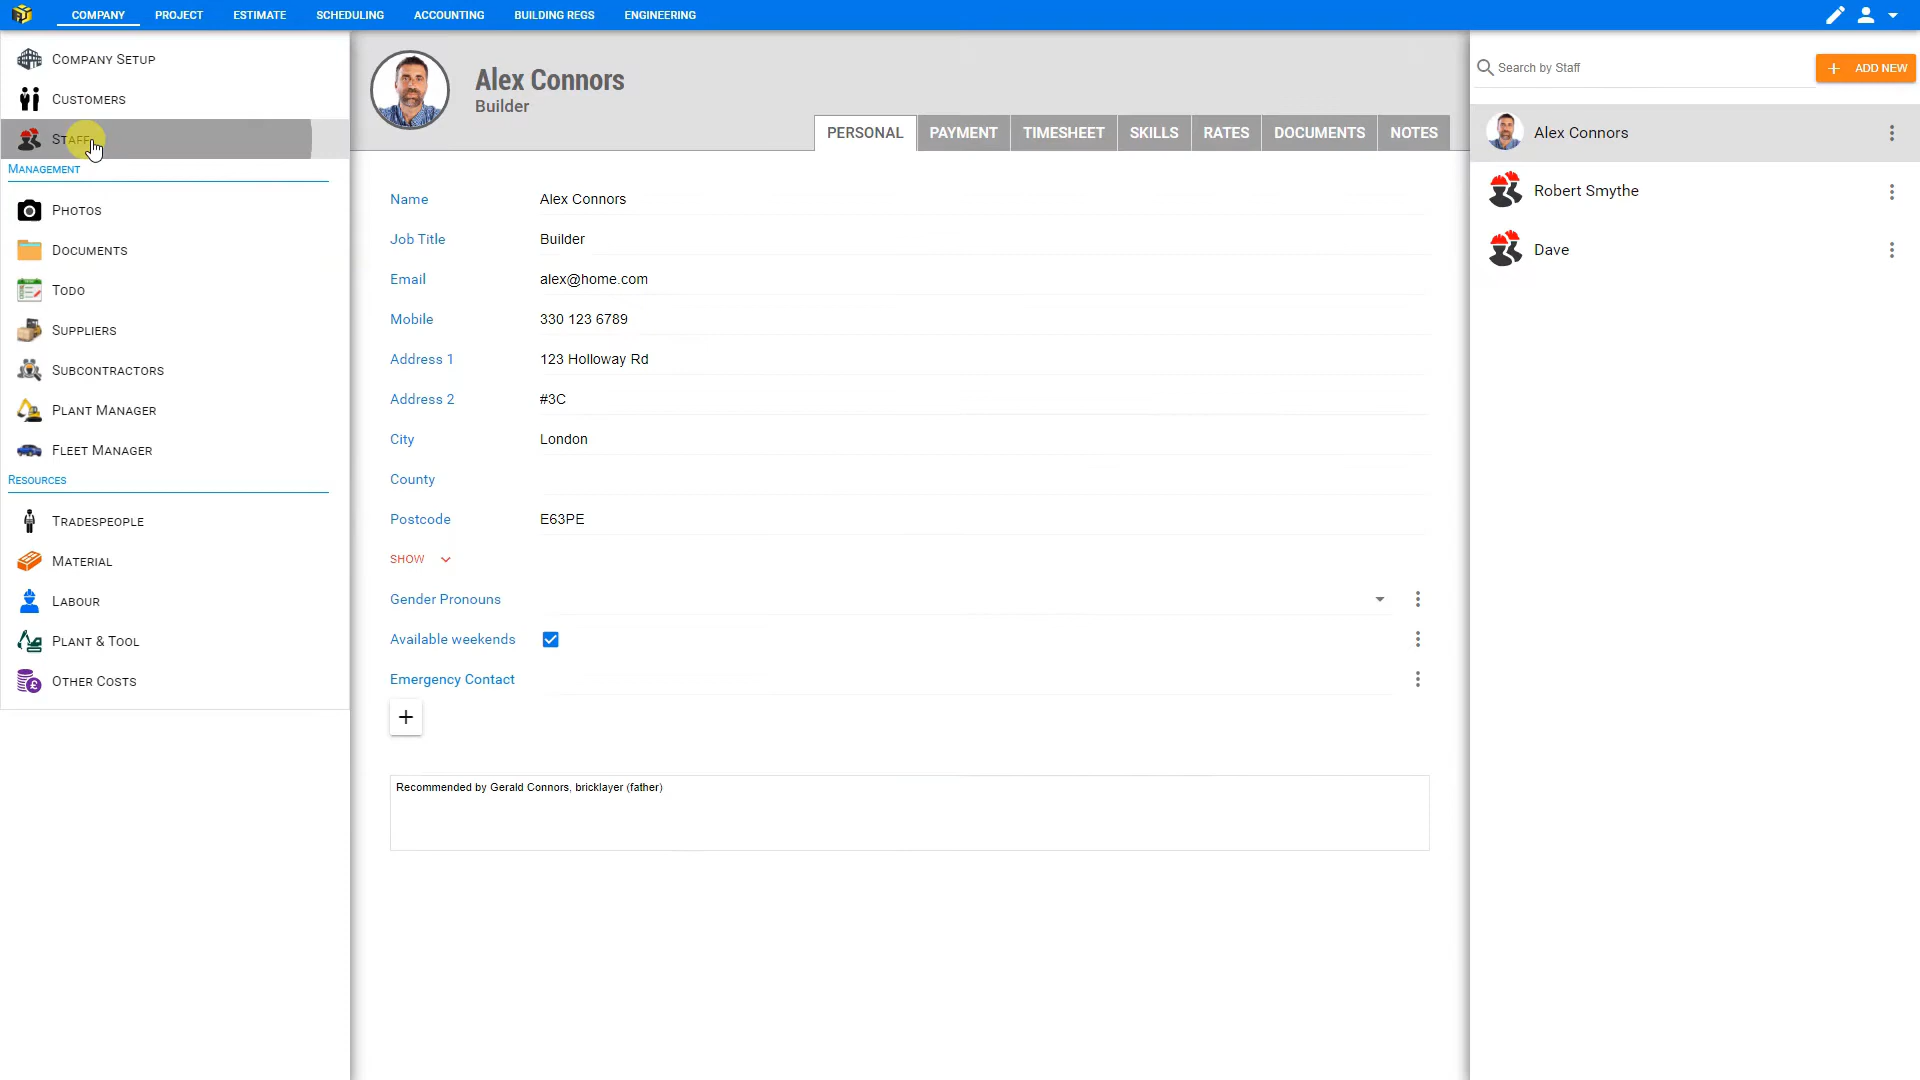 COMPANY PROJECT ESTIMATE SCHEDULING ACCOUNTING BUILDING REGS ENGINEERING
COMPANY SETUP
CUSTOMERS
STAFF
MANAGEMENT
PHOTOS
DOCUMENTS
TODO
SUPPLIERS
SUBCONTRACTORS
PLANT MANAGER
FLEET MANAGER
RESOURCES
TRADESPEOPLE
MATERIAL
LABOUR
PLANT & TOOL
OTHER COSTS
Alex Connors
Builder
PERSONAL PAYMENT TIMESHEET SKILLS RATES DOCUMENTS NOTES
Name Alex Connors
Job Title Builder
Email alex@home.com
Mobile 330 123 6789
Address 1 123 Holloway Rd
Address 2 #3C
City London
County
Postcode E63PE
SHOW
Gender Pronouns
Available weekends
Emergency Contact
+
Recommended by Gerald Connors, bricklayer (father)
Search by Staff
+ ADD NEW
Alex Connors
Robert Smythe
Dave